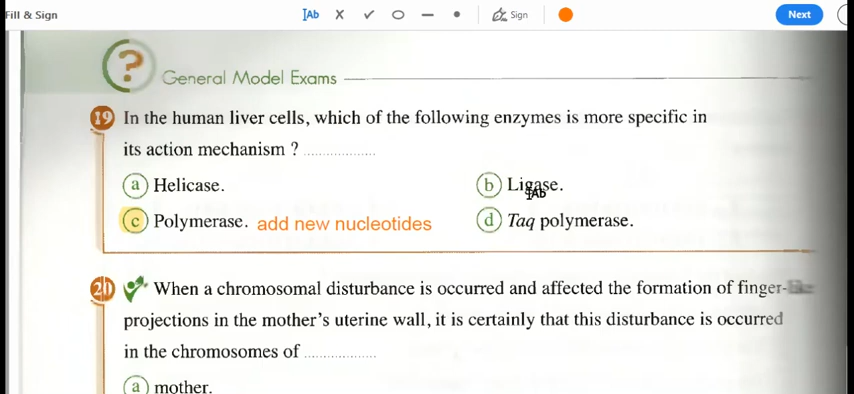 Fill & Sign
Ab
Sign
Next
?
General Model Exams
19 In the human liver cells, which of the following enzymes is more specific in
its action mechanism ? ....................
a Helicase.
b Ligase.
Ab
c Polymerase. add new nucleotides
d Taq polymerase.
20 When a chromosomal disturbance is occurred and affected the formation of finger-like
projections in the mother's uterine wall, it is certainly that this disturbance is occurred
in the chromosomes of ....................
a mother.